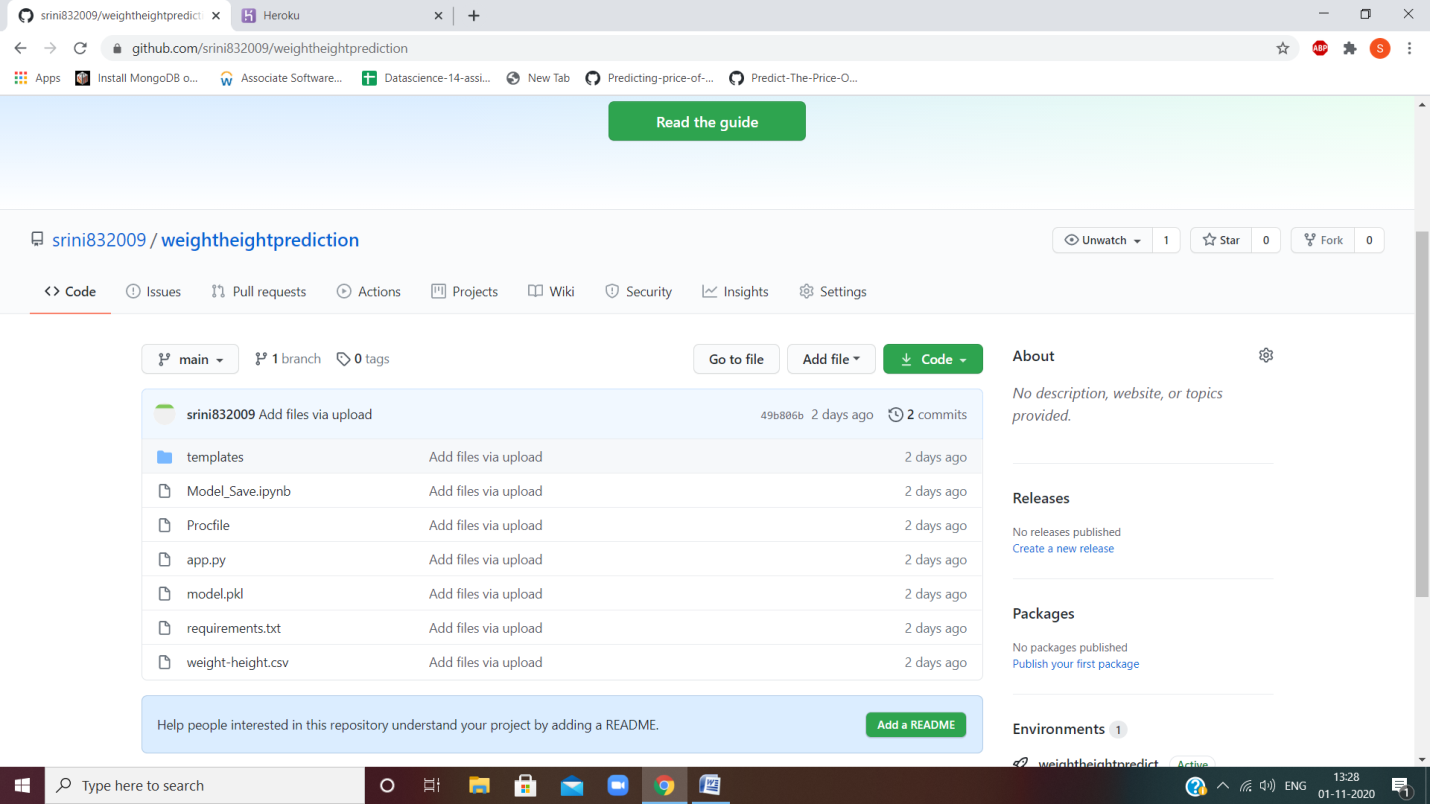 srini832009/weightheightpredicti
Heroku
github.com/srini832009/weightheightprediction
ABP
S
Apps
Install MongoDB o...
Associate Software...
Datascience-14-assi...
New Tab
Predicting-price-of-...
Predict-The-Price-O...
Read the guide
srini832009 / weightheightprediction
Unwatch 1
Star 0
Fork 0
Code
Issues
Pull requests
Actions
Projects
Wiki
Security
Insights
Settings
main
1 branch
0 tags
Go to file
Add file
Code
srini832009 Add files via upload 49b806b 2 days ago 2 commits
templates Add files via upload 2 days ago
Model_Save.ipynb Add files via upload 2 days ago
Procfile Add files via upload 2 days ago
app.py Add files via upload 2 days ago
model.pkl Add files via upload 2 days ago
requirements.txt Add files via upload 2 days ago
weight-height.csv Add files via upload 2 days ago
Help people interested in this repository understand your project by adding a README.
Add a README
About
No description, website, or topics
provided.
Releases
No releases published
Create a new release
Packages
No packages published
Publish your first package
Environments 1
weightheightpredict Active
Type here to search
ENG
13:28
01-11-2020
1